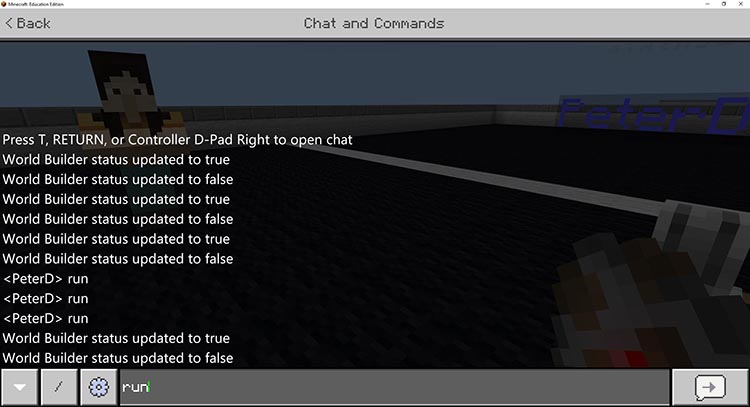 Minecraft: Education Edition
< Back
Chat and Commands
PeterD
Press T, RETURN, or Controller D-Pad Right to open chat
World Builder status updated to true
World Builder status updated to false
World Builder status updated to true
World Builder status updated to false
World Builder status updated to true
World Builder status updated to false
<PeterD> run
<PeterD> run
<PeterD> run
World Builder status updated to true
World Builder status updated to false
/
run